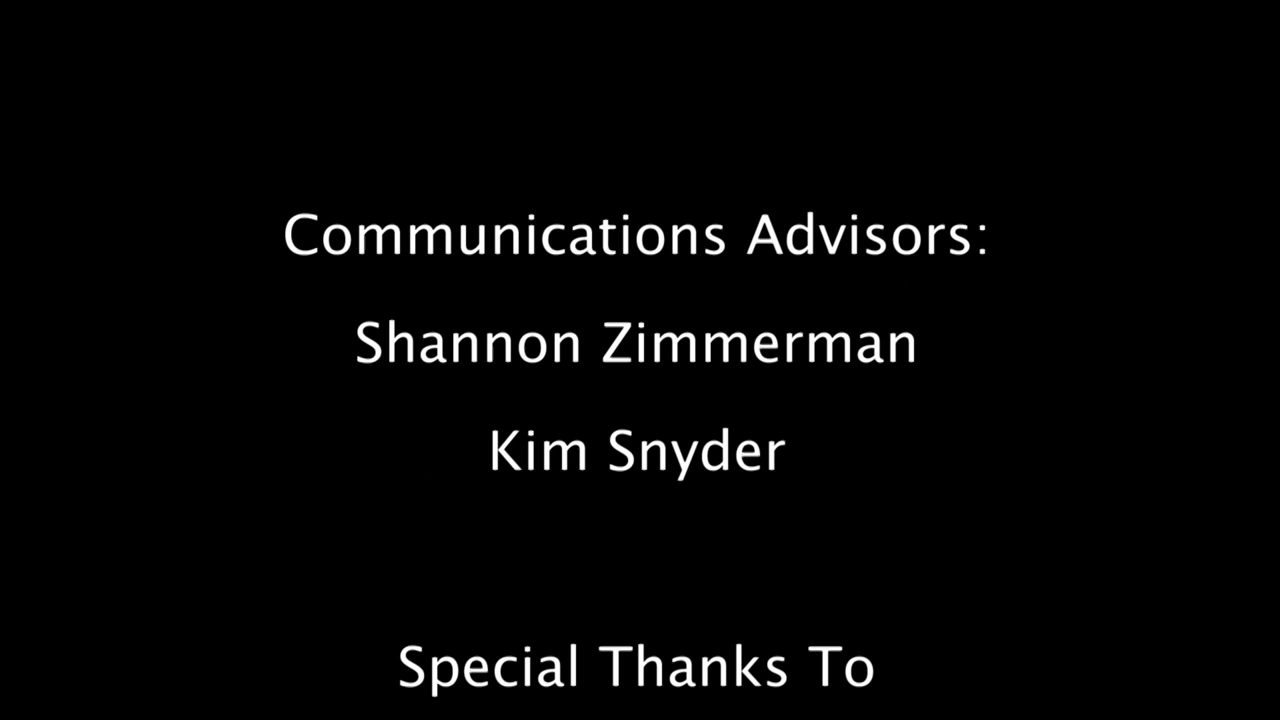 Communications Advisors:
Shannon Zimmerman
Kim Snyder
Special Thanks To